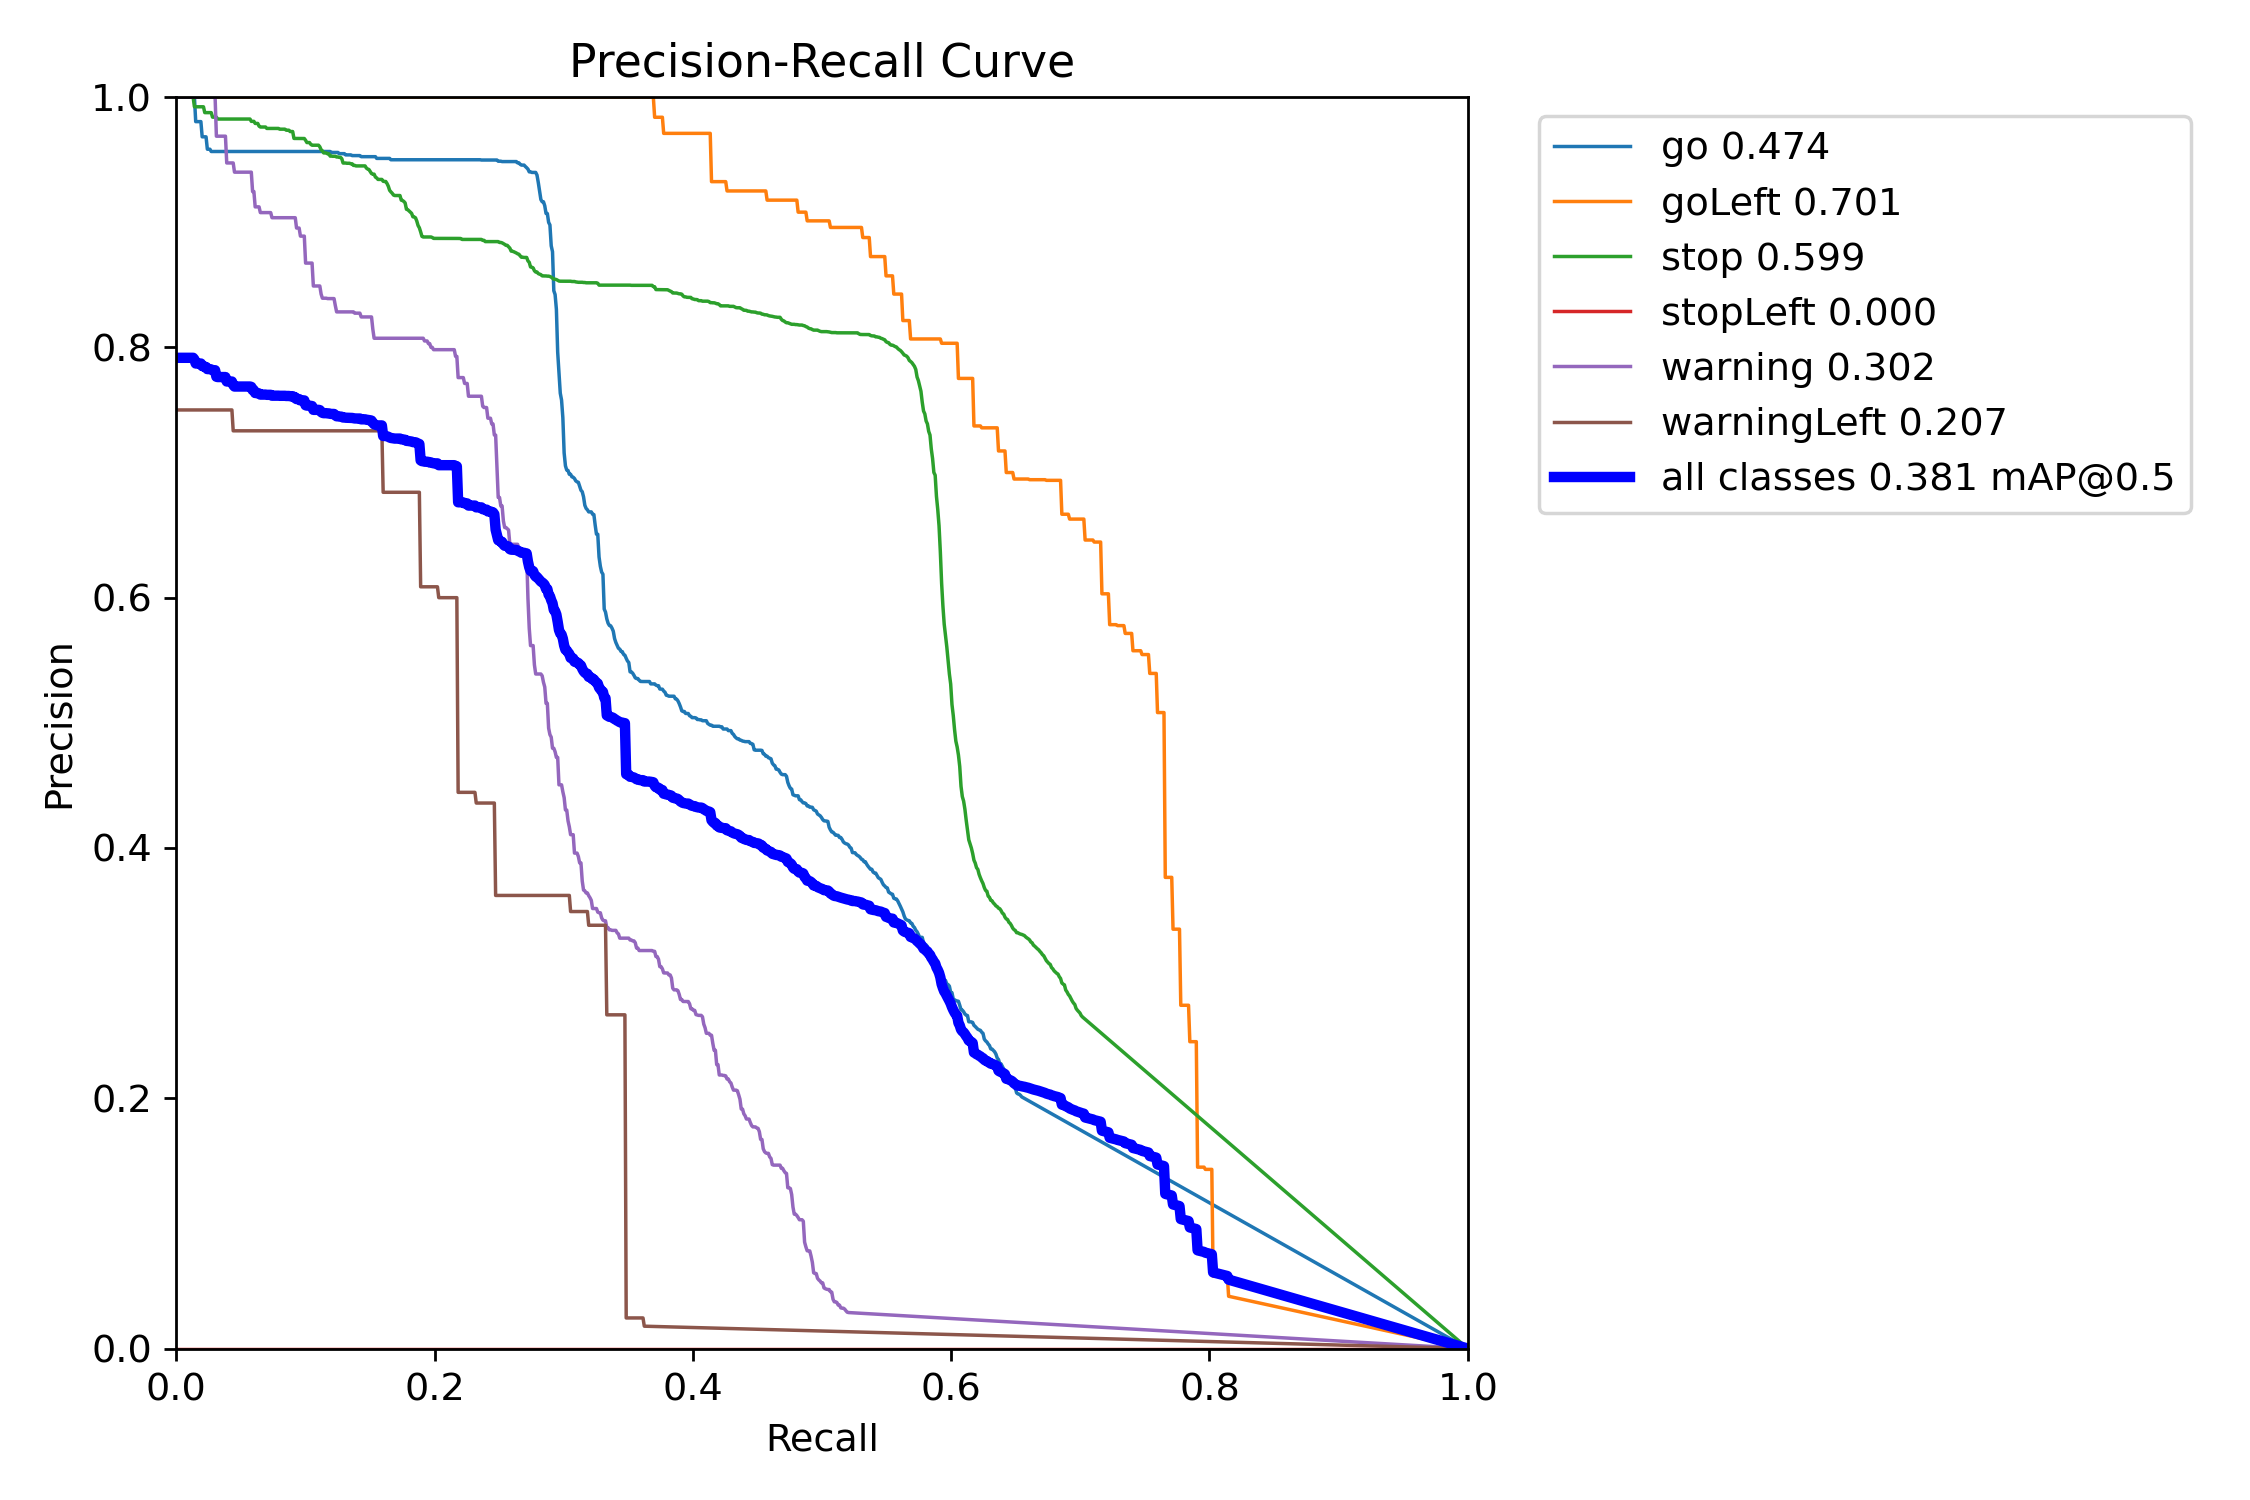 Precision-Recall Curve
1.0
0.8
0.6
0.4
0.2
0.0
Precision
0.0 0.2 0.4 0.6 0.8 1.0
Recall
go 0.474
goLeft 0.701
stop 0.599
stopLeft 0.000
warning 0.302
warningLeft 0.207
all classes 0.381 mAP@0.5